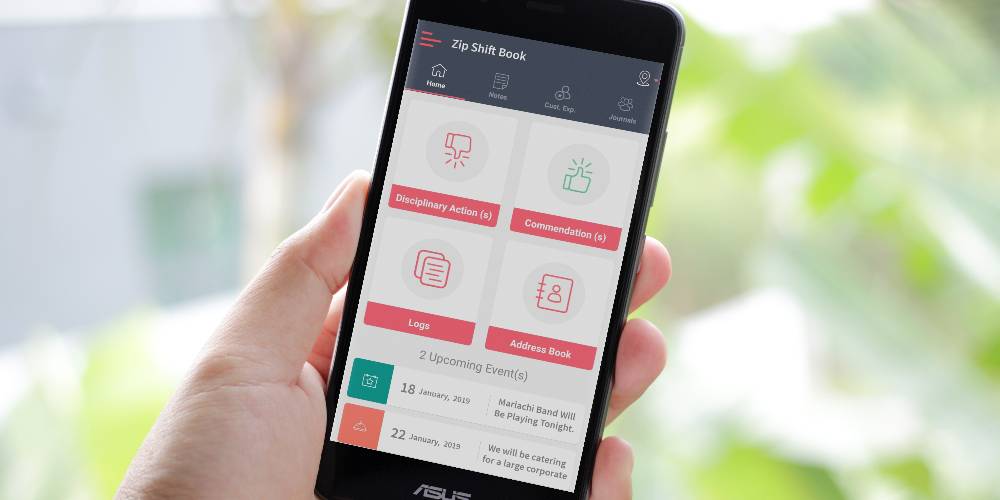 Zip Shift Book
Home
Notes
Cust. Exp.
Journals
Disciplinary Action (s)
Commendation (s)
Logs
Address Book
2 Upcoming Event(s)
18 January, 2019
Mariachi Band Will
Be Playing Tonight.
22 January, 2019
We will be catering
for a large corporate
ASUS